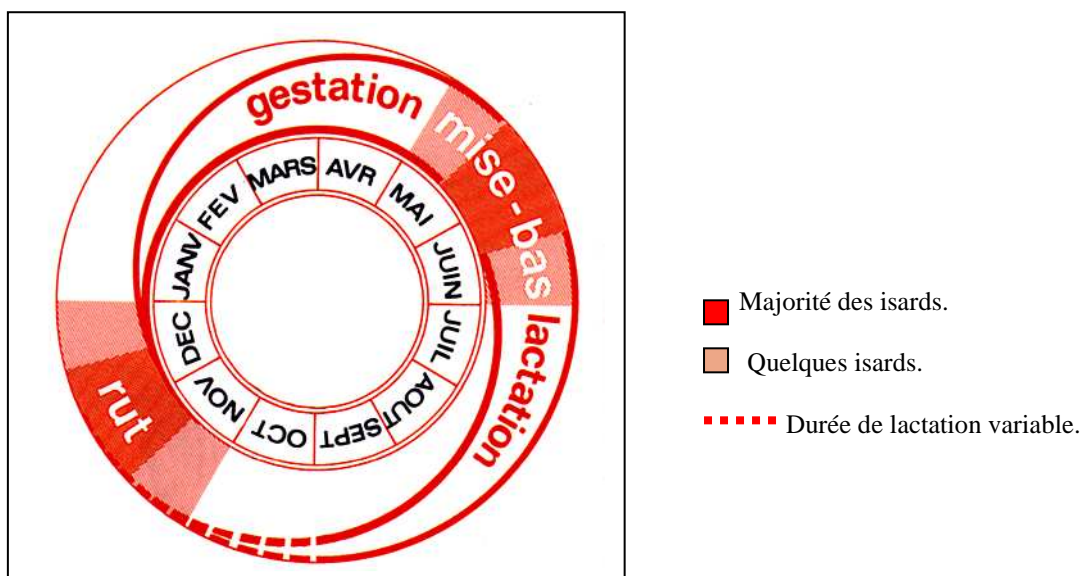 gestation
mise-bas
lactation
rut
JANV
FEV
MARS
AVR
MAI
JUIN
JUIL
AOUT
SEPT
OCT
NOV
DEC
Majorité des isards.
Quelques isards.
Durée de lactation variable.